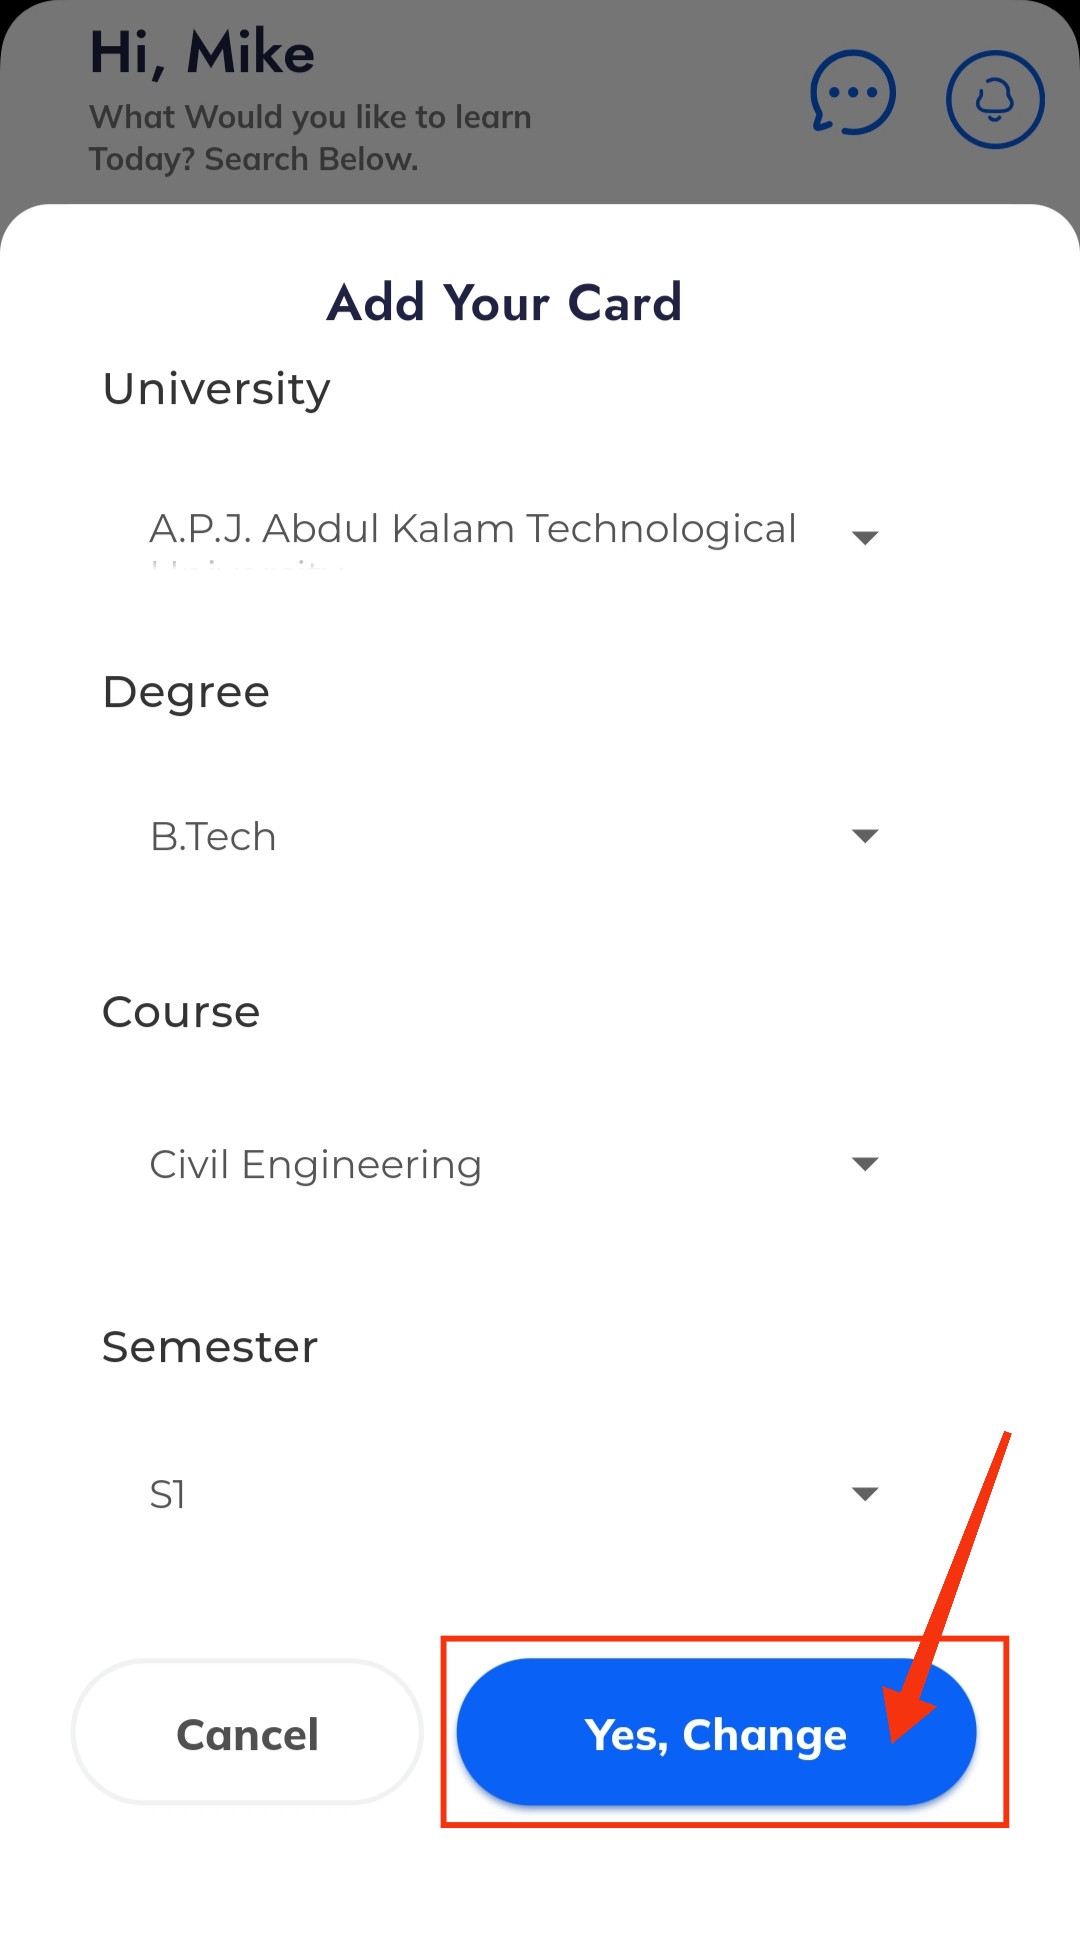 Hi, Mike
What Would you like to learn
Today? Search Below.
Add Your Card
University
A.P.J. Abdul Kalam Technological
Degree
B.Tech
Course
Civil Engineering
Semester
S1
Cancel
Yes, Change